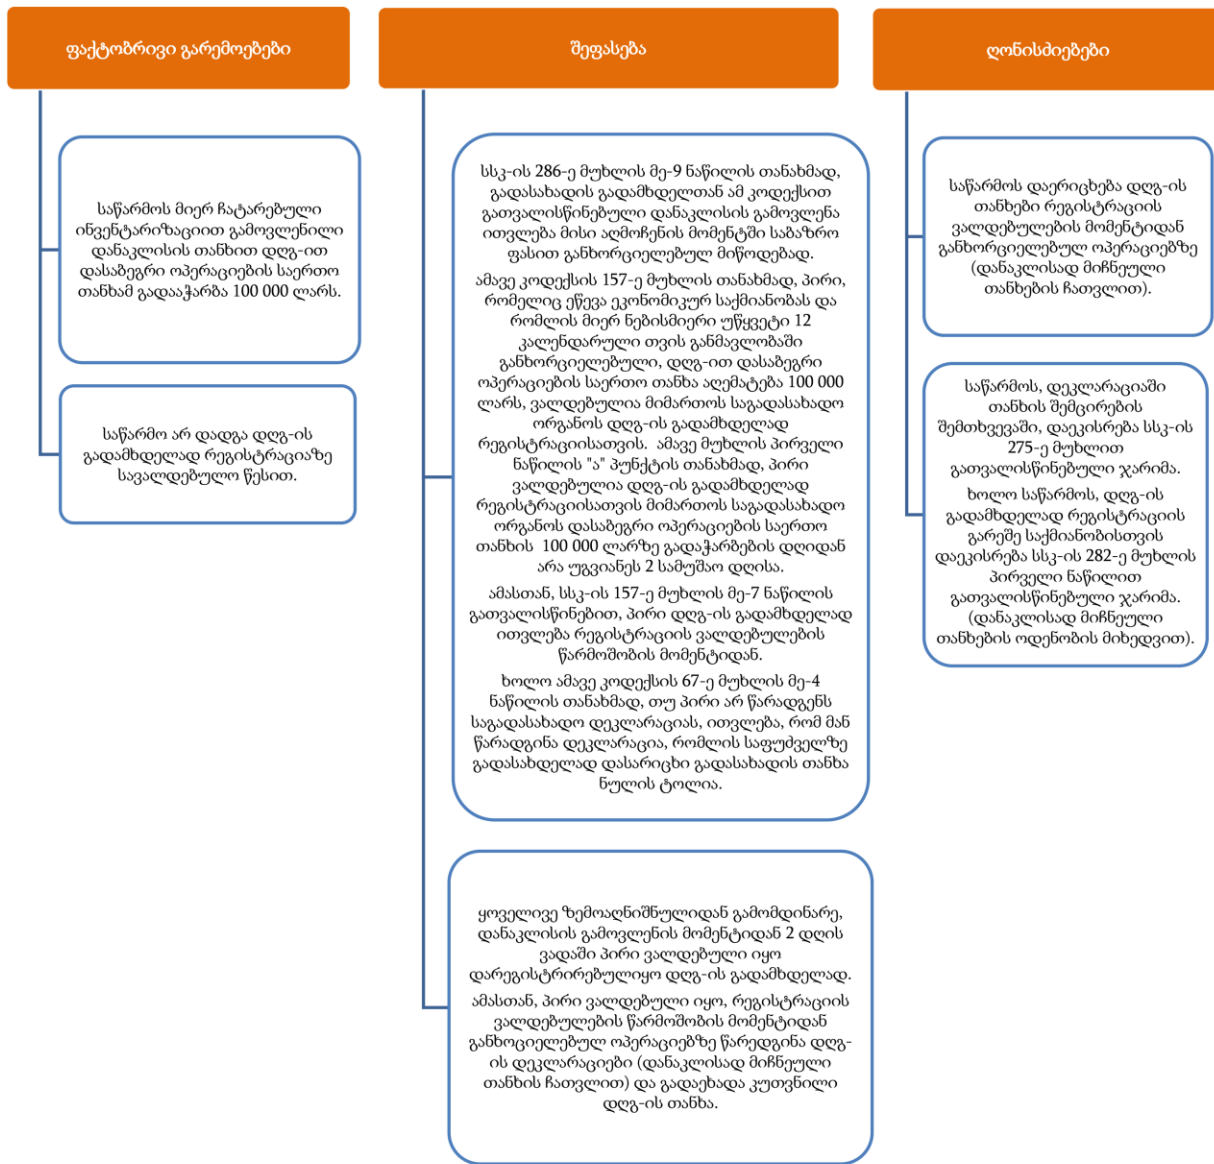 ფაქტობრივი გარემოებები
საწარმოს მიერ ჩატარებული
ინვენტარიზაციით გამოვლენილი
დანაკლისის თანხით დღგ-ით
დასაბეგრი ოპერაციების საერთო
თანხამ გადააჭარბა 100 000 ლარს.
საწარმო არ დადგა დღგ-ის
გადამხდელად რეგისტრაციაზე
სავალდებულო წესით.
შეფასება
სსკ-ის 286-ე მუხლის მე-9 ნაწილის თანახმად,
გადასახადის გადამხდელთან ამ კოდექსით
გათვალისწინებული დანაკლისის გამოვლენა
ითვლება მისი აღმოჩენის მომენტში საბაზრო
ფასით განხორციელებულ მიწოდებად.
ამავე კოდექსის 157-ე მუხლის თანახმად, პირი,
რომელიც ეწევა ეკონომიკურ საქმიანობას და
რომლის მიერ ნებისმიერი უწყვეტი 12
კალენდარული თვის განმავლობაში
განხორციელებული, დღგ-ით დასაბეგრი
ოპერაციების საერთო თანხა აღემატება 100 000
ლარს, ვალდებულია მიმართოს საგადასახადო
ორგანოს დღგ-ის გადამხდელად
რეგისტრაციისათვის. ამავე მუხლის პირველი
ნაწილის "ა" პუნქტის თანახმად, პირი
ვალდებულია დღგ-ის გადამხდელად
რეგისტრაციისათვის მიმართოს საგადასახადო
ორგანოს დასაბეგრი ოპერაციების საერთო
თანხის 100 000 ლარზე გადაჭარბების დღიდან
არა უგვიანეს 2 სამუშაო დღისა.
ამასთან, სსკ-ის 157-ე მუხლის მე-7 ნაწილის
გათვალისწინებით, პირი დღგ-ის გადამხდელად
ითვლება რეგისტრაციის ვალდებულების
წარმოშობის მომენტიდან.
ხოლო ამავე კოდექსის 67-ე მუხლის მე-4
ნაწილის თანახმად, თუ პირი არ წარადგენს
საგადასახადო დეკლარაციას, ითვლება, რომ მან
წარადგინა დეკლარაცია, რომლის საფუძველზე
გადასახდელად დასარიცხი გადასახადის თანხა
ნულის ტოლია.
ყოველივე ზემოაღნიშნულიდან გამომდინარე,
დანაკლისის გამოვლენის მომენტიდან 2 დღის
ვადაში პირი ვალდებული იყო
დარეგისტრირებულიყო დღგ-ის გადამხდელად.
ამასთან, პირი ვალდებული იყო, რეგისტრაციის
ვალდებულების წარმოშობის მომენტიდან
განხოციელებულ ოპერაციებზე წარედგინა დღგ-
ის დეკლარაციები (დანაკლისად მიჩნეული
თანხის ჩათვლით) და გადაეხადა კუთვნილი
დღგ-ის თანხა.
ღონისძიებები
საწარმოს დაერიცხება დღგ-ის
თანხები რეგისტრაციის
ვალდებულების მომენტიდან
განხორციელებულ ოპერაციებზე
(დანაკლისად მიჩნეული
თანხების ჩათვლით).
საწარმოს, დეკლარაციაში
თანხის შემცირების
შემთხვევაში, დაეკისრება სსკ-ის
275-ე მუხლით
გათვალისწინებული ჯარიმა.
ხოლო საწარმოს, დღგ-ის
გადამხდელად რეგისტრაციის
გარეშე საქმიანობისთვის
დაეკისრება სსკ-ის 282-ე მუხლის
პირველი ნაწილით
გათვალისწინებული ჯარიმა.
(დანაკლისად მიჩნეული
თანხების ოდენობის მიხედვით).